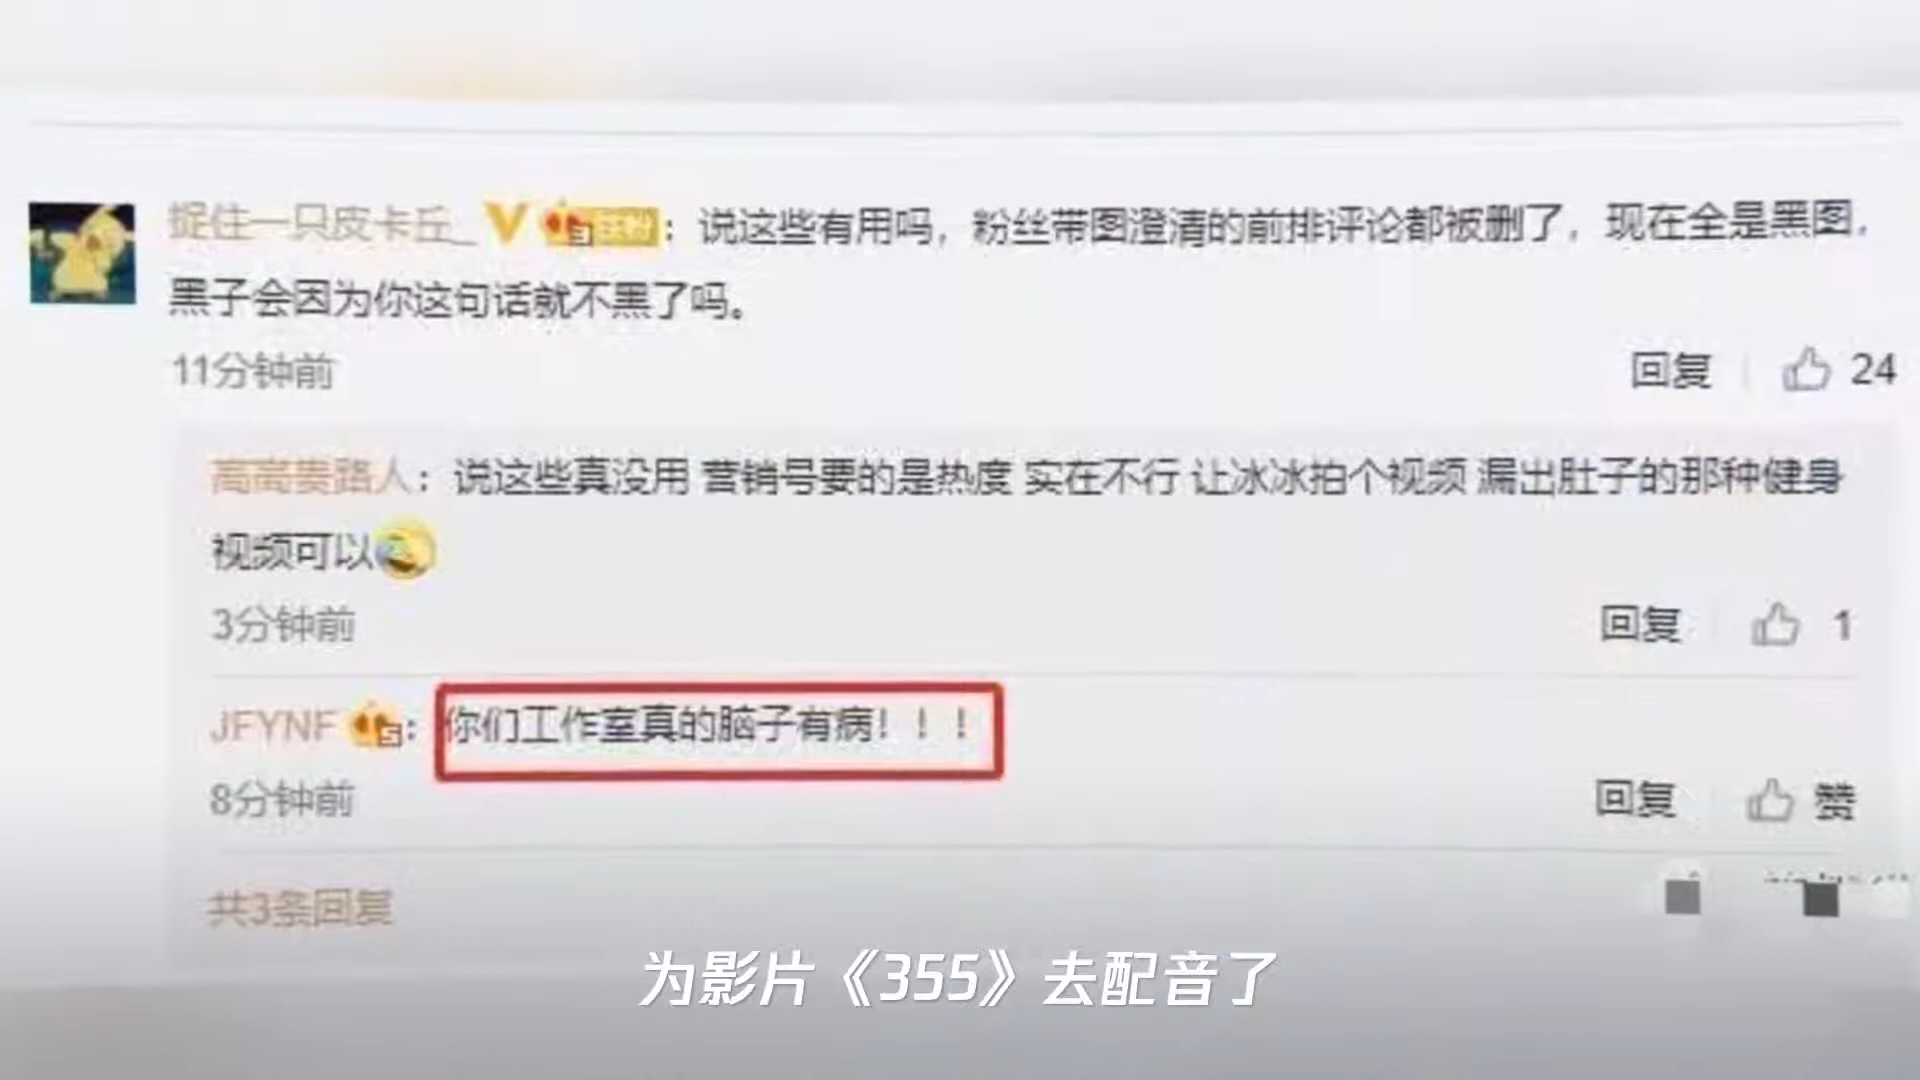 捉住一只皮卡丘_：说这些有用吗，粉丝带图澄清的前排评论都被删了，现在全是黑图，
黑子会因为你这句话就不黑了吗。
11分钟前 回复 24
高高贵路人：说这些真没用 营销号要的是热度 实在不行 让冰冰拍个视频 漏出肚子的那种健身
视频可以
3分钟前 回复 1
JFYNF：你们工作室真的脑子有病！！！
8分钟前 回复 赞
共3条回复
为影片《355》去配音了